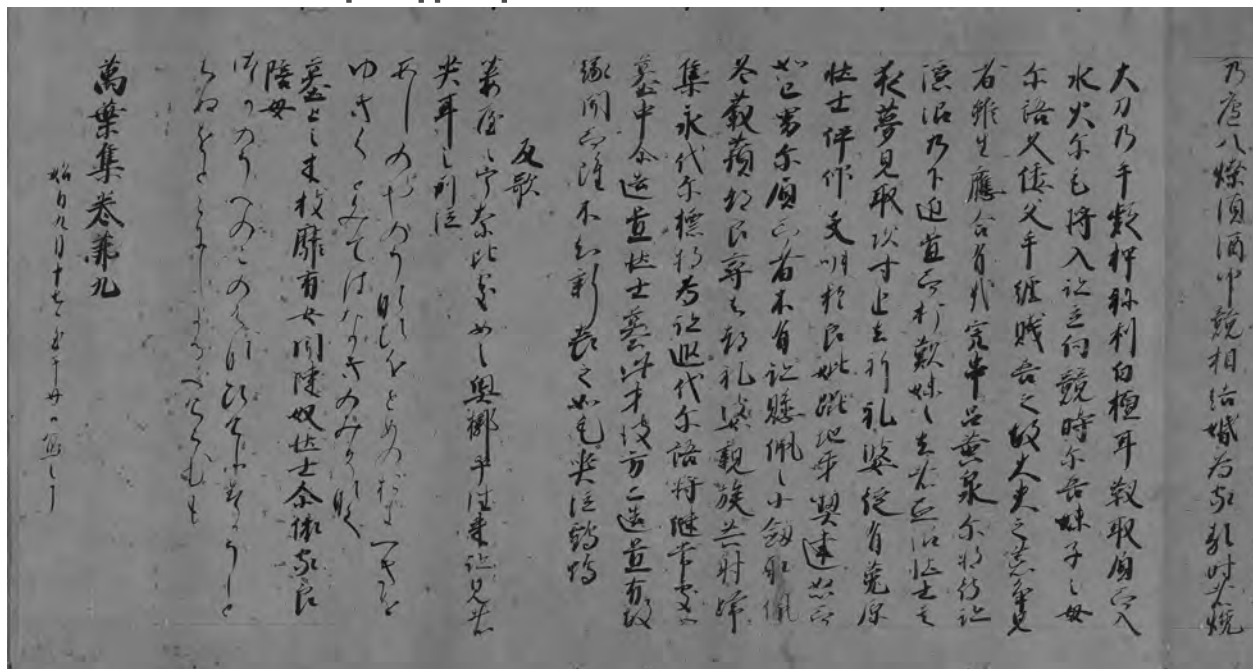 乃廬八燎須酒師競相結婚為家類時者焼
大刀乃手頴押祢利白檀弓靫取負而入
水火尓毛将入跡立向競時尓吾妹子之母
尓語久倭文手纒賤吾之故大夫之荒争見
者雖生應合有哉宍串呂黄泉尓将待跡
隠沼乃下延置而打歎妹之去者血沼壮士其
夜夢見取次寸追去祁礼婆後有菟原
壮士伊仰天叫於良妣地牙喫建怒而
如己男尓負而者不有跡懸佩之小劔取佩
冬蕷都良尋去祁礼婆親族共射歸
集永代尓標将為跡遐代尓語将継常處女
墓中尓造置壮士墓此方彼方二造置有故
縁聞而雖不知新喪之如毛哭泣鶴鴨
反歌
葦屋之宇奈比處女之奥槨乎徃来跡見者
哭耳之所泣
あしのやのうなひをとめのおきつきを
ゆきくとみてはなきのみそなく
墓上之木枝靡有如聞陳奴壮士尓依家良
信母
つかのうへのこのえなひけりきくかこと
ちぬをとこにしよるへけらしも
萬葉集巻第九